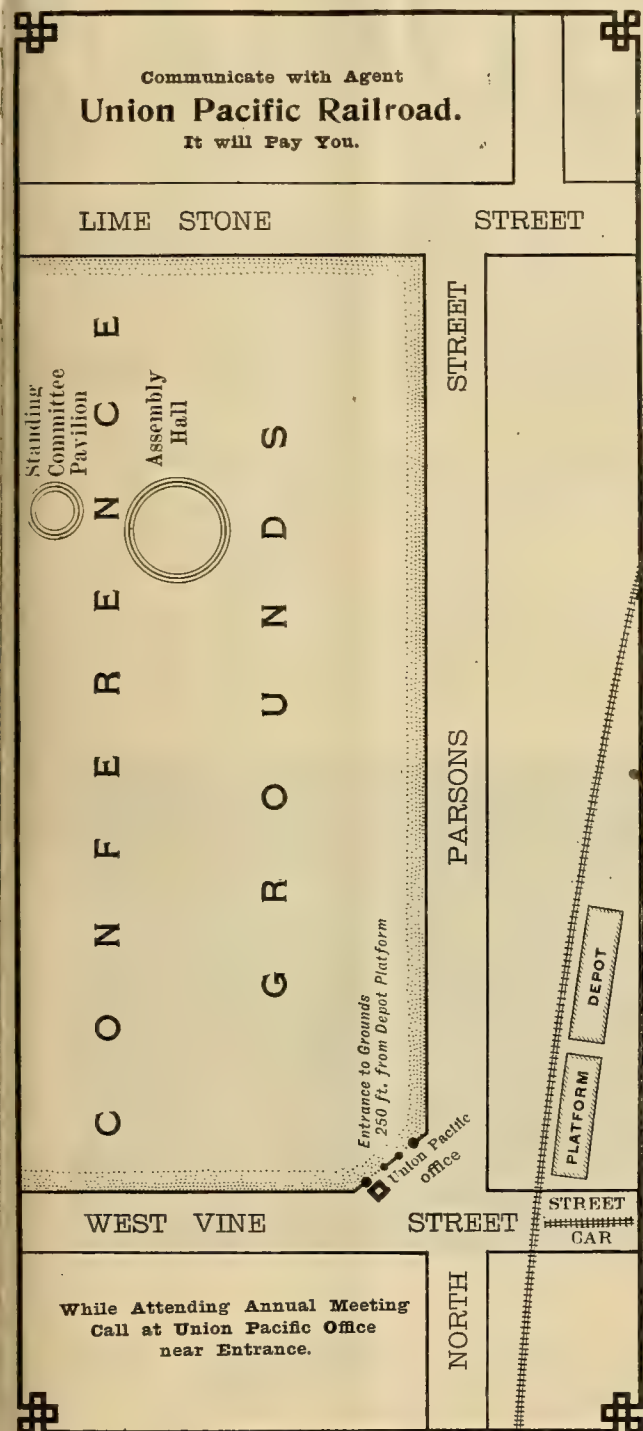 Communicate with Agent
Union Pacific Railroad.
It will Pay You.
LIME STONE STREET
Standing
Committee
Pavilion
Assembly
Hall
CONFERENCE
GROUNDS
NORTH PARSONS STREET
Entrance to Grounds
250 ft. from Depot Platform
Union Pacific
office
DEPOT
PLATFORM
WEST VINE STREET
STREET
CAR
While Attending Annual Meeting
Call at Union Pacific Office
near Entrance.